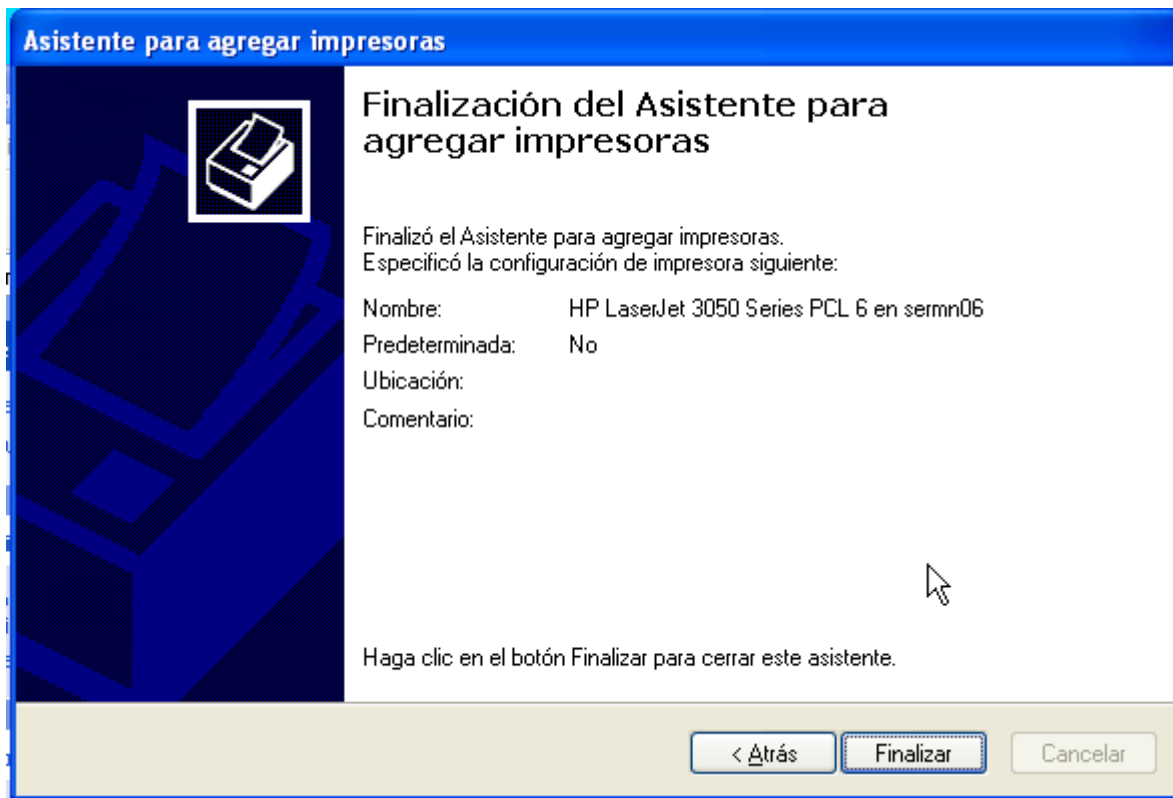 Asistente para agregar impresoras
Finalización del Asistente para
agregar impresoras
Finalizó el Asistente para agregar impresoras.
Especificó la configuración de impresora siguiente:
Nombre: HP LaserJet 3050 Series PCL 6 en sermn06
Predeterminada: No
Ubicación:
Comentario:
Haga clic en el botón Finalizar para cerrar este asistente.
< Atrás Finalizar Cancelar